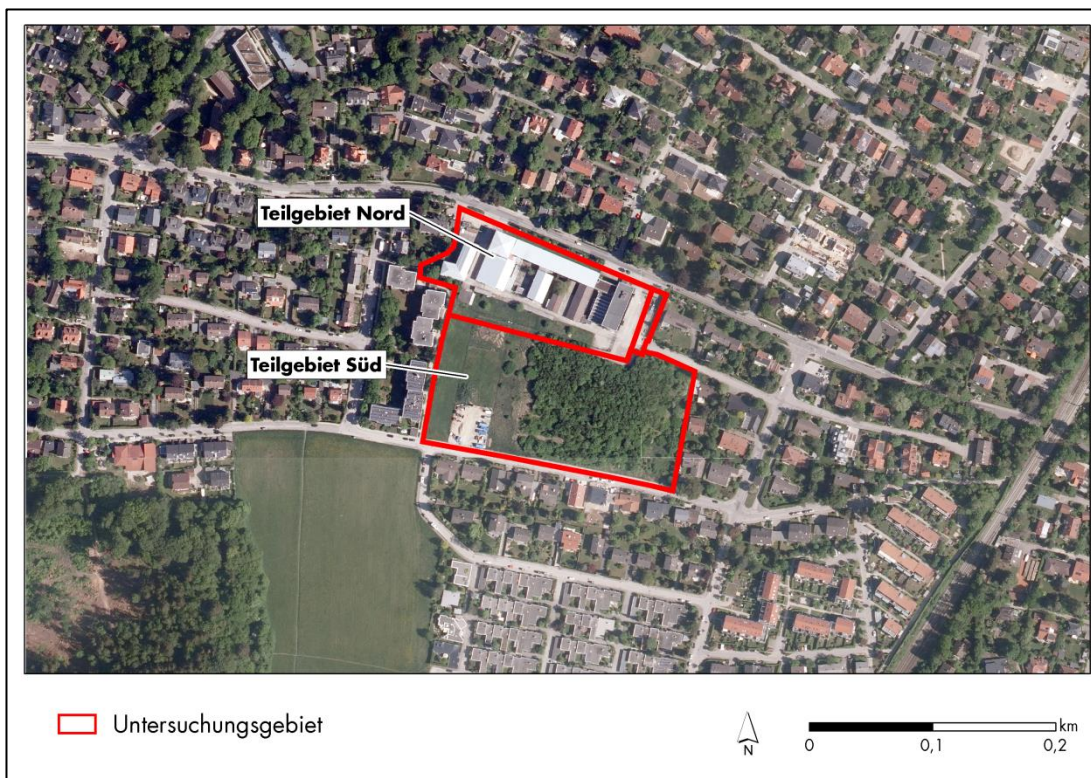 Teilgebiet Nord
Teilgebiet Süd
Untersuchungsgebiet
N
km
0 0,1 0,2